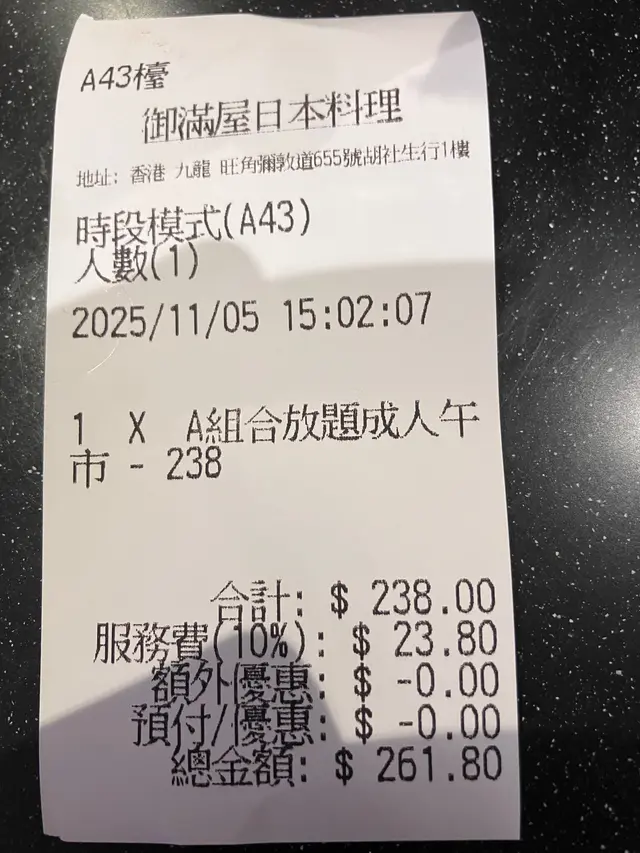 A43檯
御滿屋日本料理
地址: 香港 九龍 旺角彌敦道655號胡社生行1樓
時段模式(A43)
人數(1)
2025/11/05 15:02:07
1 X A組合放題成人午
市 - 238
合計: $ 238.00
服務費(10%): $ 23.80
額外優惠: $ -0.00
預付/優惠: $ -0.00
總金額: $ 261.80